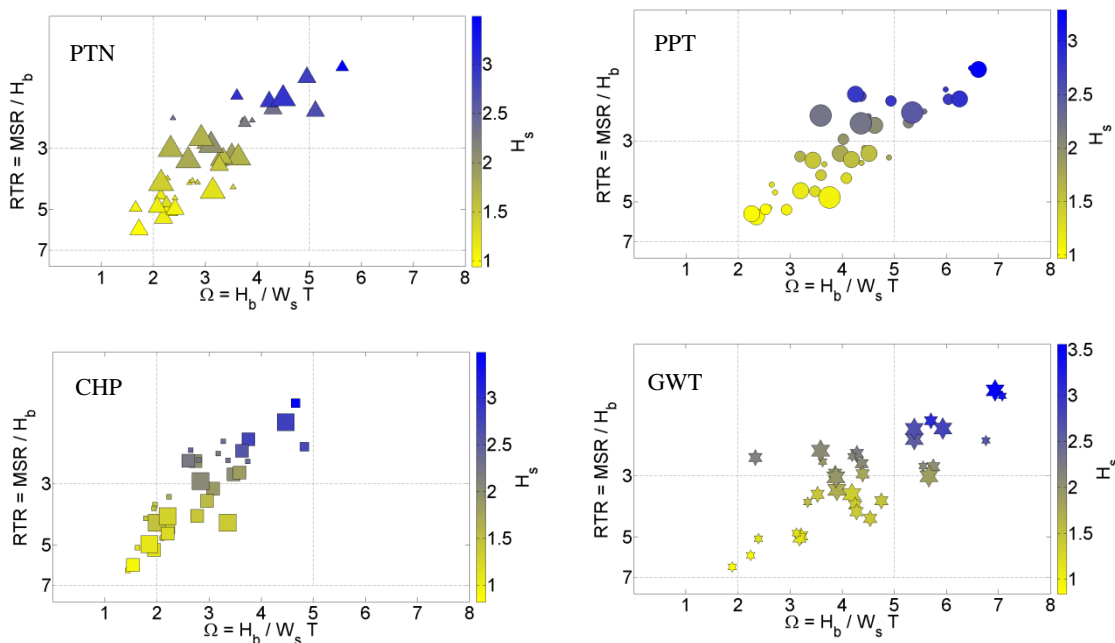 PTN
RTR = MSR / H_b
3
5
7
1 2 3 4 5 6 7 8
Ω = H_b / W_s T
3
2.5
2
1.5
1
H_s
PPT
RTR = MSR / H_b
3
5
7
1 2 3 4 5 6 7 8
Ω = H_b / W_s T
3
2.5
2
1.5
1
H_s
CHP
RTR = MSR / H_b
3
5
7
1 2 3 4 5 6 7 8
Ω = H_b / W_s T
3
2.5
2
1.5
1
H_s
GWT
RTR = MSR / H_b
3
5
7
1 2 3 4 5 6 7 8
Ω = H_b / W_s T
3.5
3
2.5
2
1.5
1
H_s